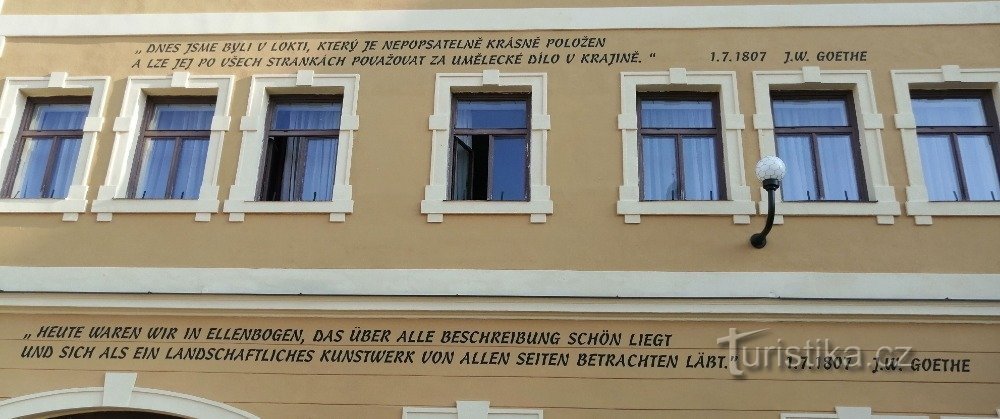 „ DNES JSME BYLI V LOKTI, KTERÝ JE NEPOPSATELNĚ KRÁSNĚ POLOŽEN
A LZE JEJ PO VŠECH STRÁNKÁCH POVAŽOVAT ZA UMĚLECKÉ DÍLO V KRAJINĚ. “ 1.7.1807 J.W. GOETHE
„ HEUTE WAREN WIR IN ELLENBOGEN, DAS ÜBER ALLE BESCHREIBUNG SCHÖN LIEGT
UND SICH ALS EIN LANDSCHAFTLICHES KUNSTWERK VON ALLEN SEITEN BETRACHTEN LÄßT.” 1.7.1807 J.W. GOETHE
Turistika.cz